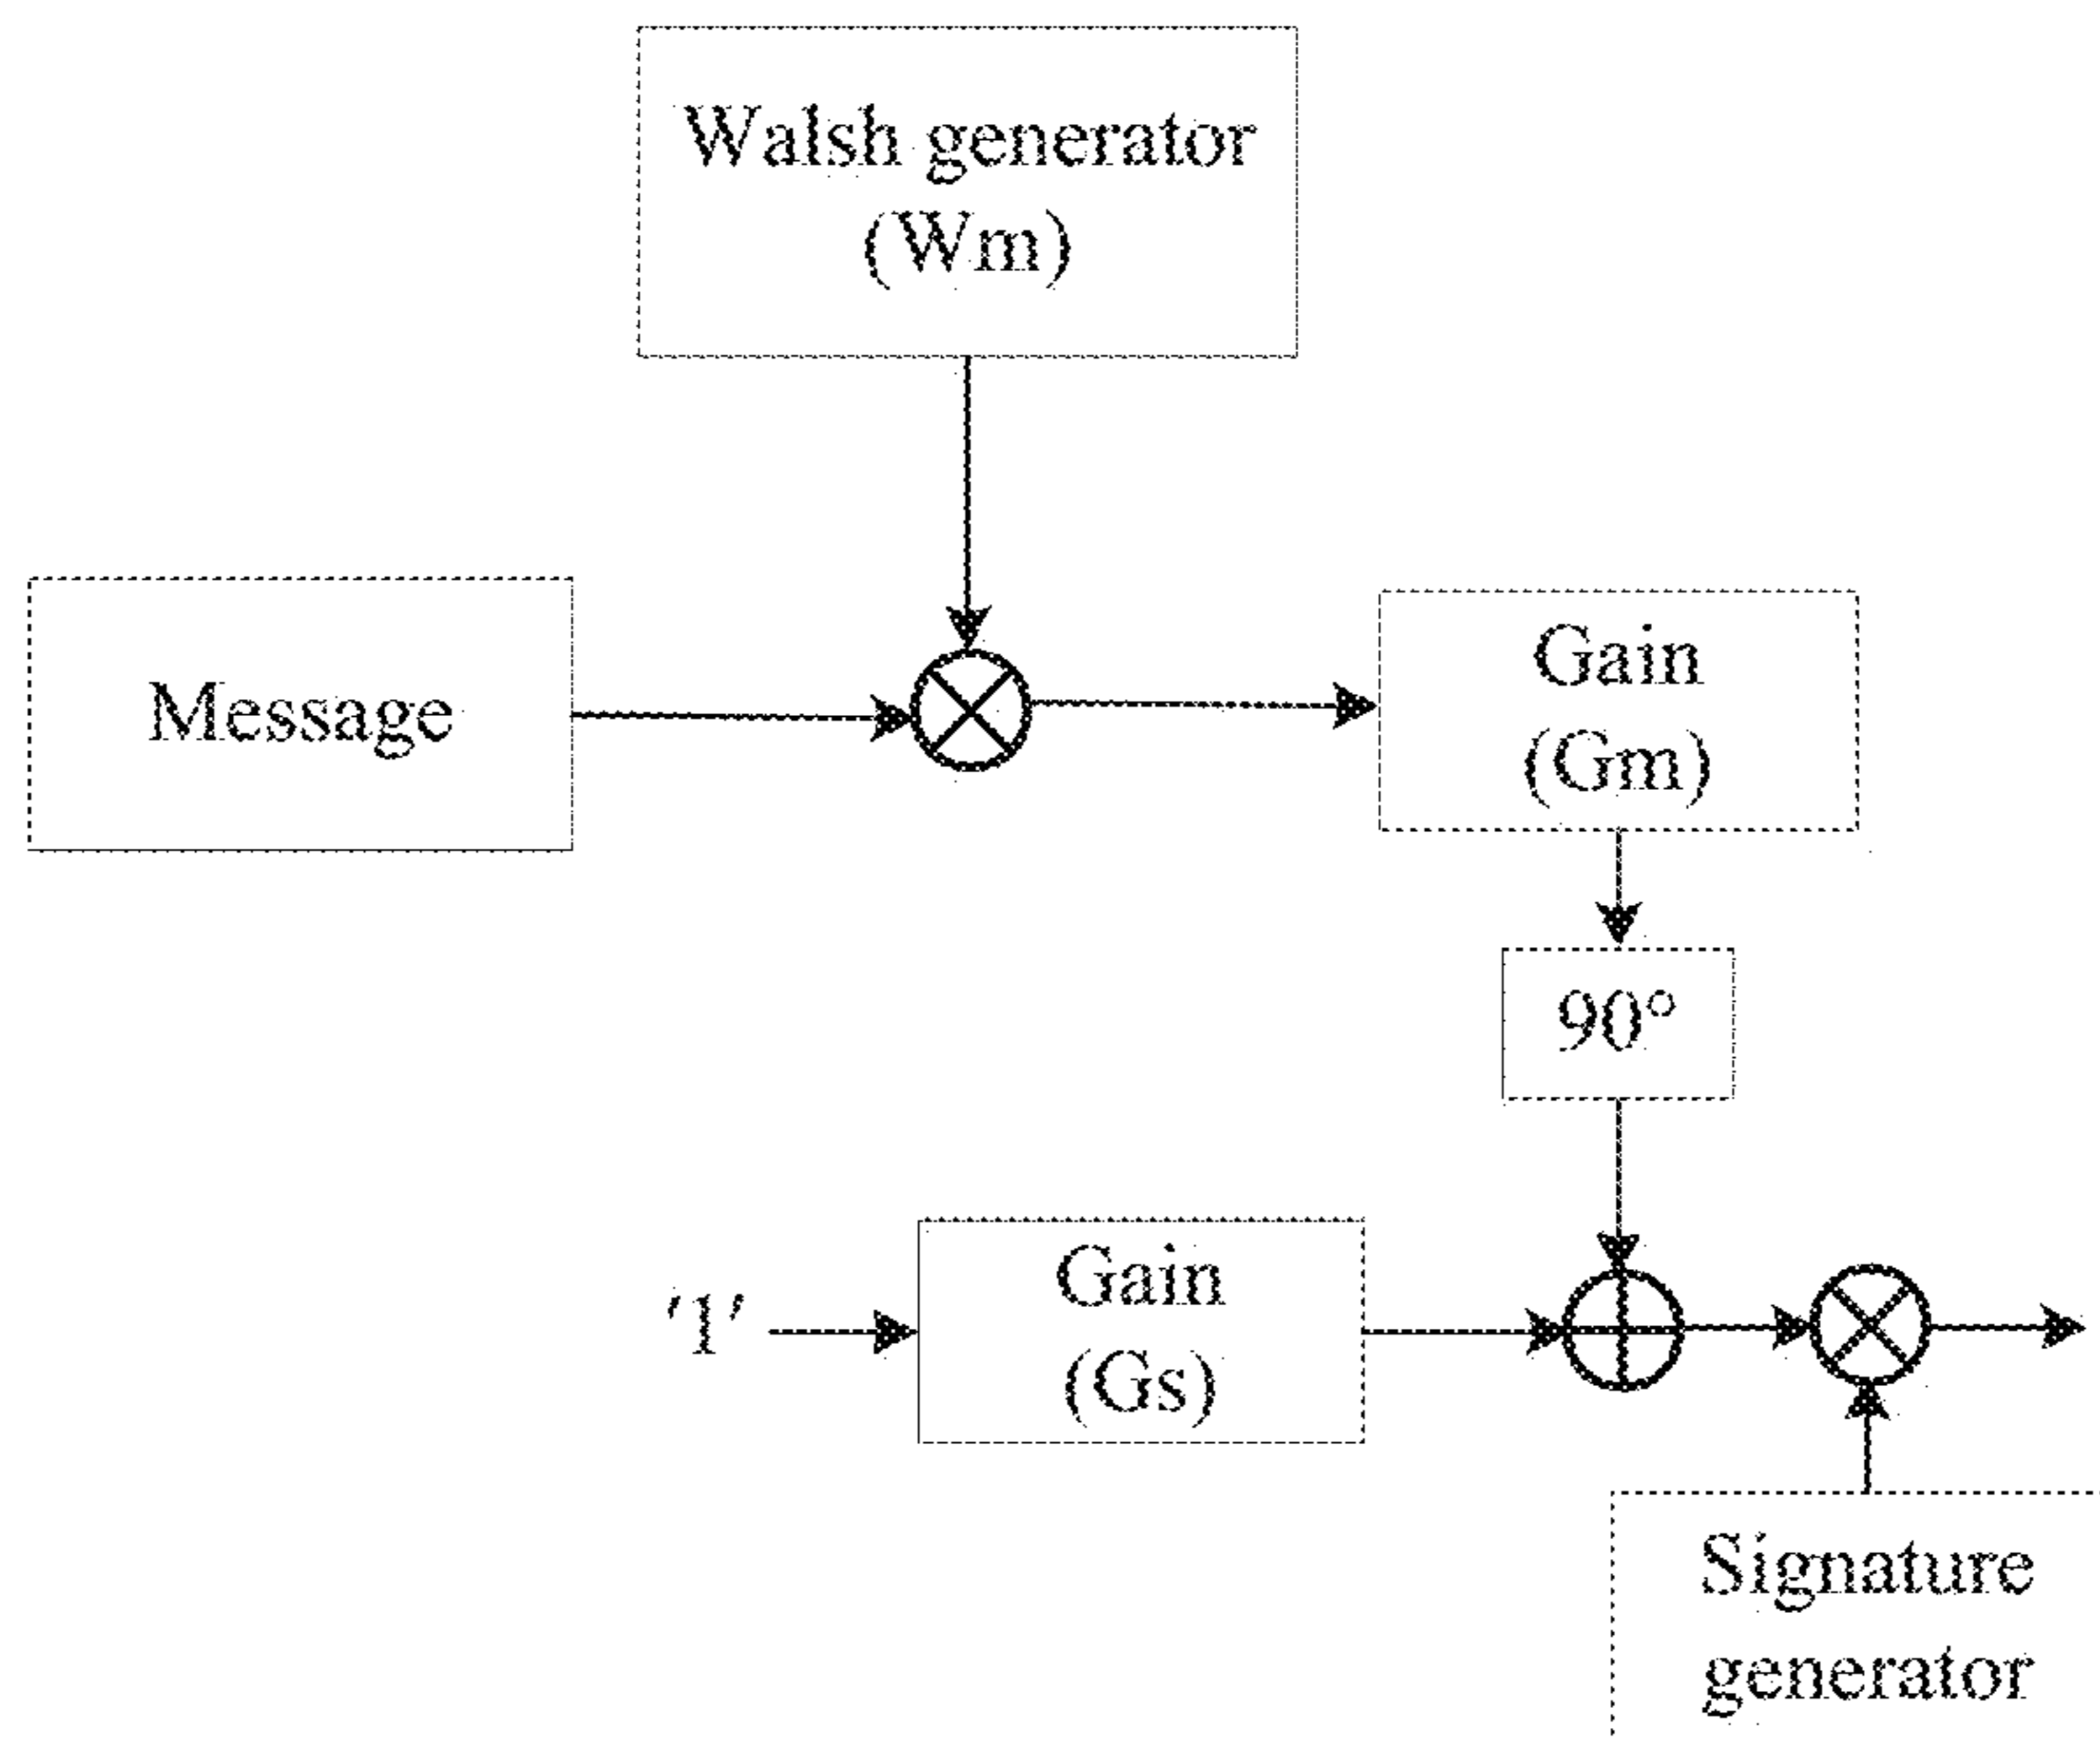 Walsh generator
(Wm)
Message
Gain
(Gm)
90°
'1'
Gain
(Gs)
Signature
generator